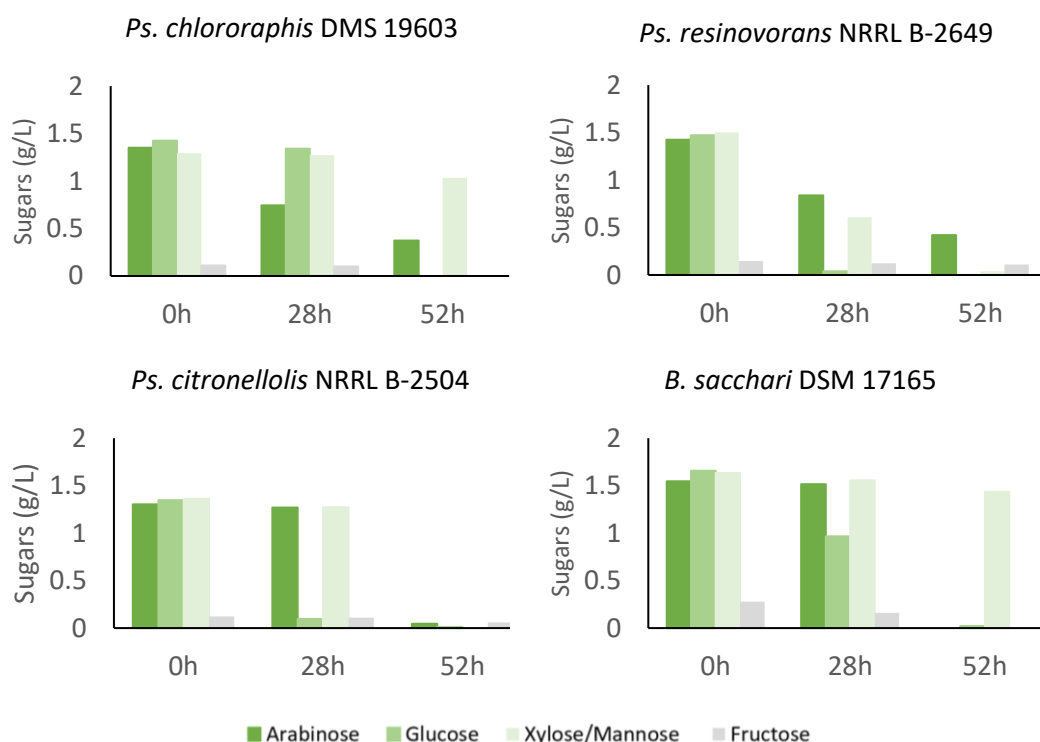 Ps. chlororaphis DMS 19603
Sugars (g/L)
2
1.5
1
0.5
0
0h 28h 52h
Ps. resinovorans NRRL B-2649
Sugars (g/L)
2
1.5
1
0.5
0
0h 28h 52h
Ps. citronellolis NRRL B-2504
Sugars (g/L)
2
1.5
1
0.5
0
0h 28h 52h
B. sacchari DSM 17165
Sugars (g/L)
2
1.5
1
0.5
0
0h 28h 52h
Arabinose Glucose Xylose/Mannose Fructose